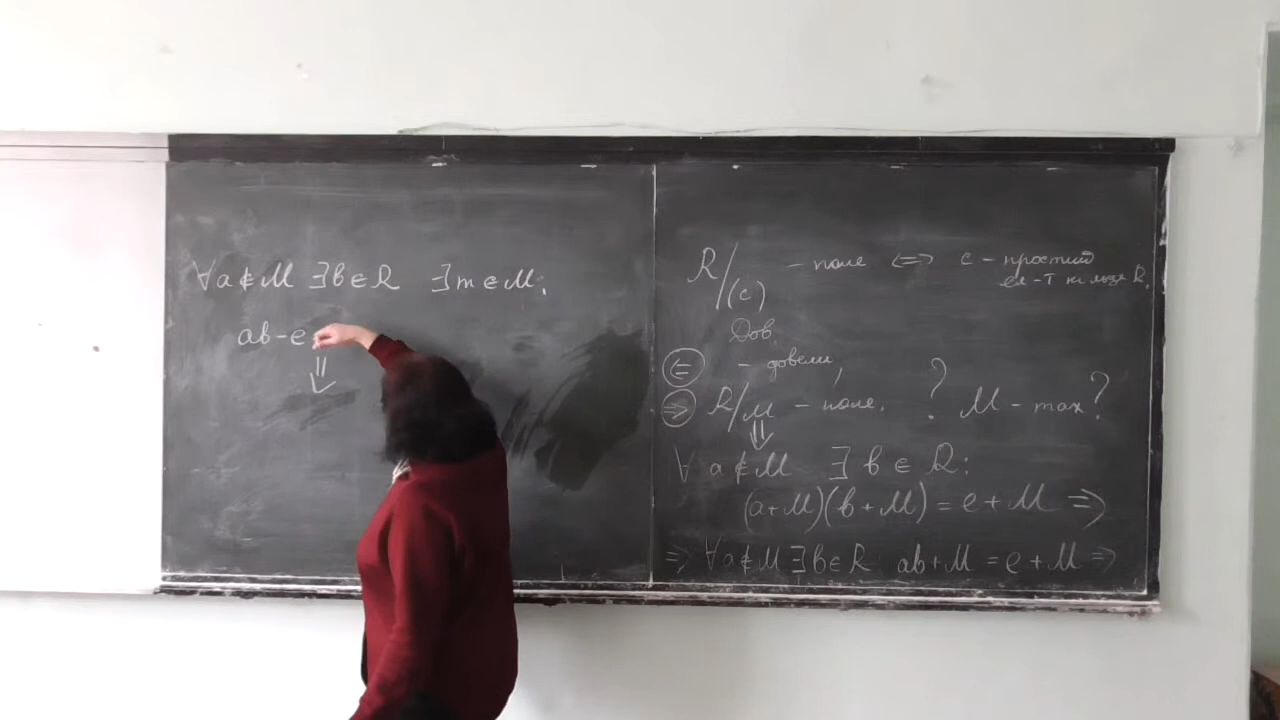 ∀a∉M ∃b∈R ∃m∈M:
ab-e
⇓
R/(c) - поле ⇔ c - простий
ел-т кільця R.
Дов.
⇐ - довели,
⇒ R/M - поле. ? M - max?
⇓
∀ a∉M ∃ b∈R:
(a+M)(b+M)=e+M ⇒
⇒ ∀a∉M ∃b∈R ab+M=e+M ⇒